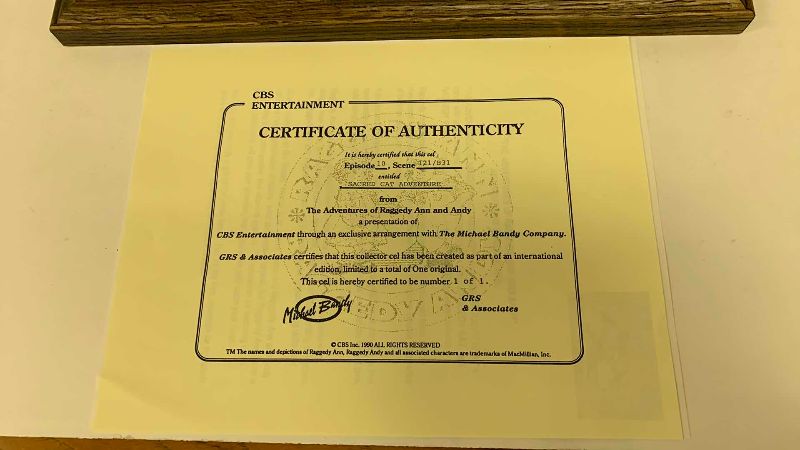 CBS
ENTERTAINMENT
CERTIFICATE OF AUTHENTICITY
It is hereby certified that this cel,
Episode 10, Scene 321/B31
entitled
SACRED CAT ADVENTURE
from
The Adventures of Raggedy Ann and Andy
a presentation of,
CBS Entertainment through an exclusive arrangement with The Michael Bandy Company.
GRS & Associates certifies that this collector cel has been created as part of an international
edition, limited to a total of One original.
This cel is hereby certified to be number 1 of 1.
Michael Bandy
GRS
& Associates
© CBS Inc. 1990 ALL RIGHTS RESERVED
TM The names and depictions of Raggedy Ann, Raggedy Andy and all associated characters are trademarks of MacMillian, Inc.